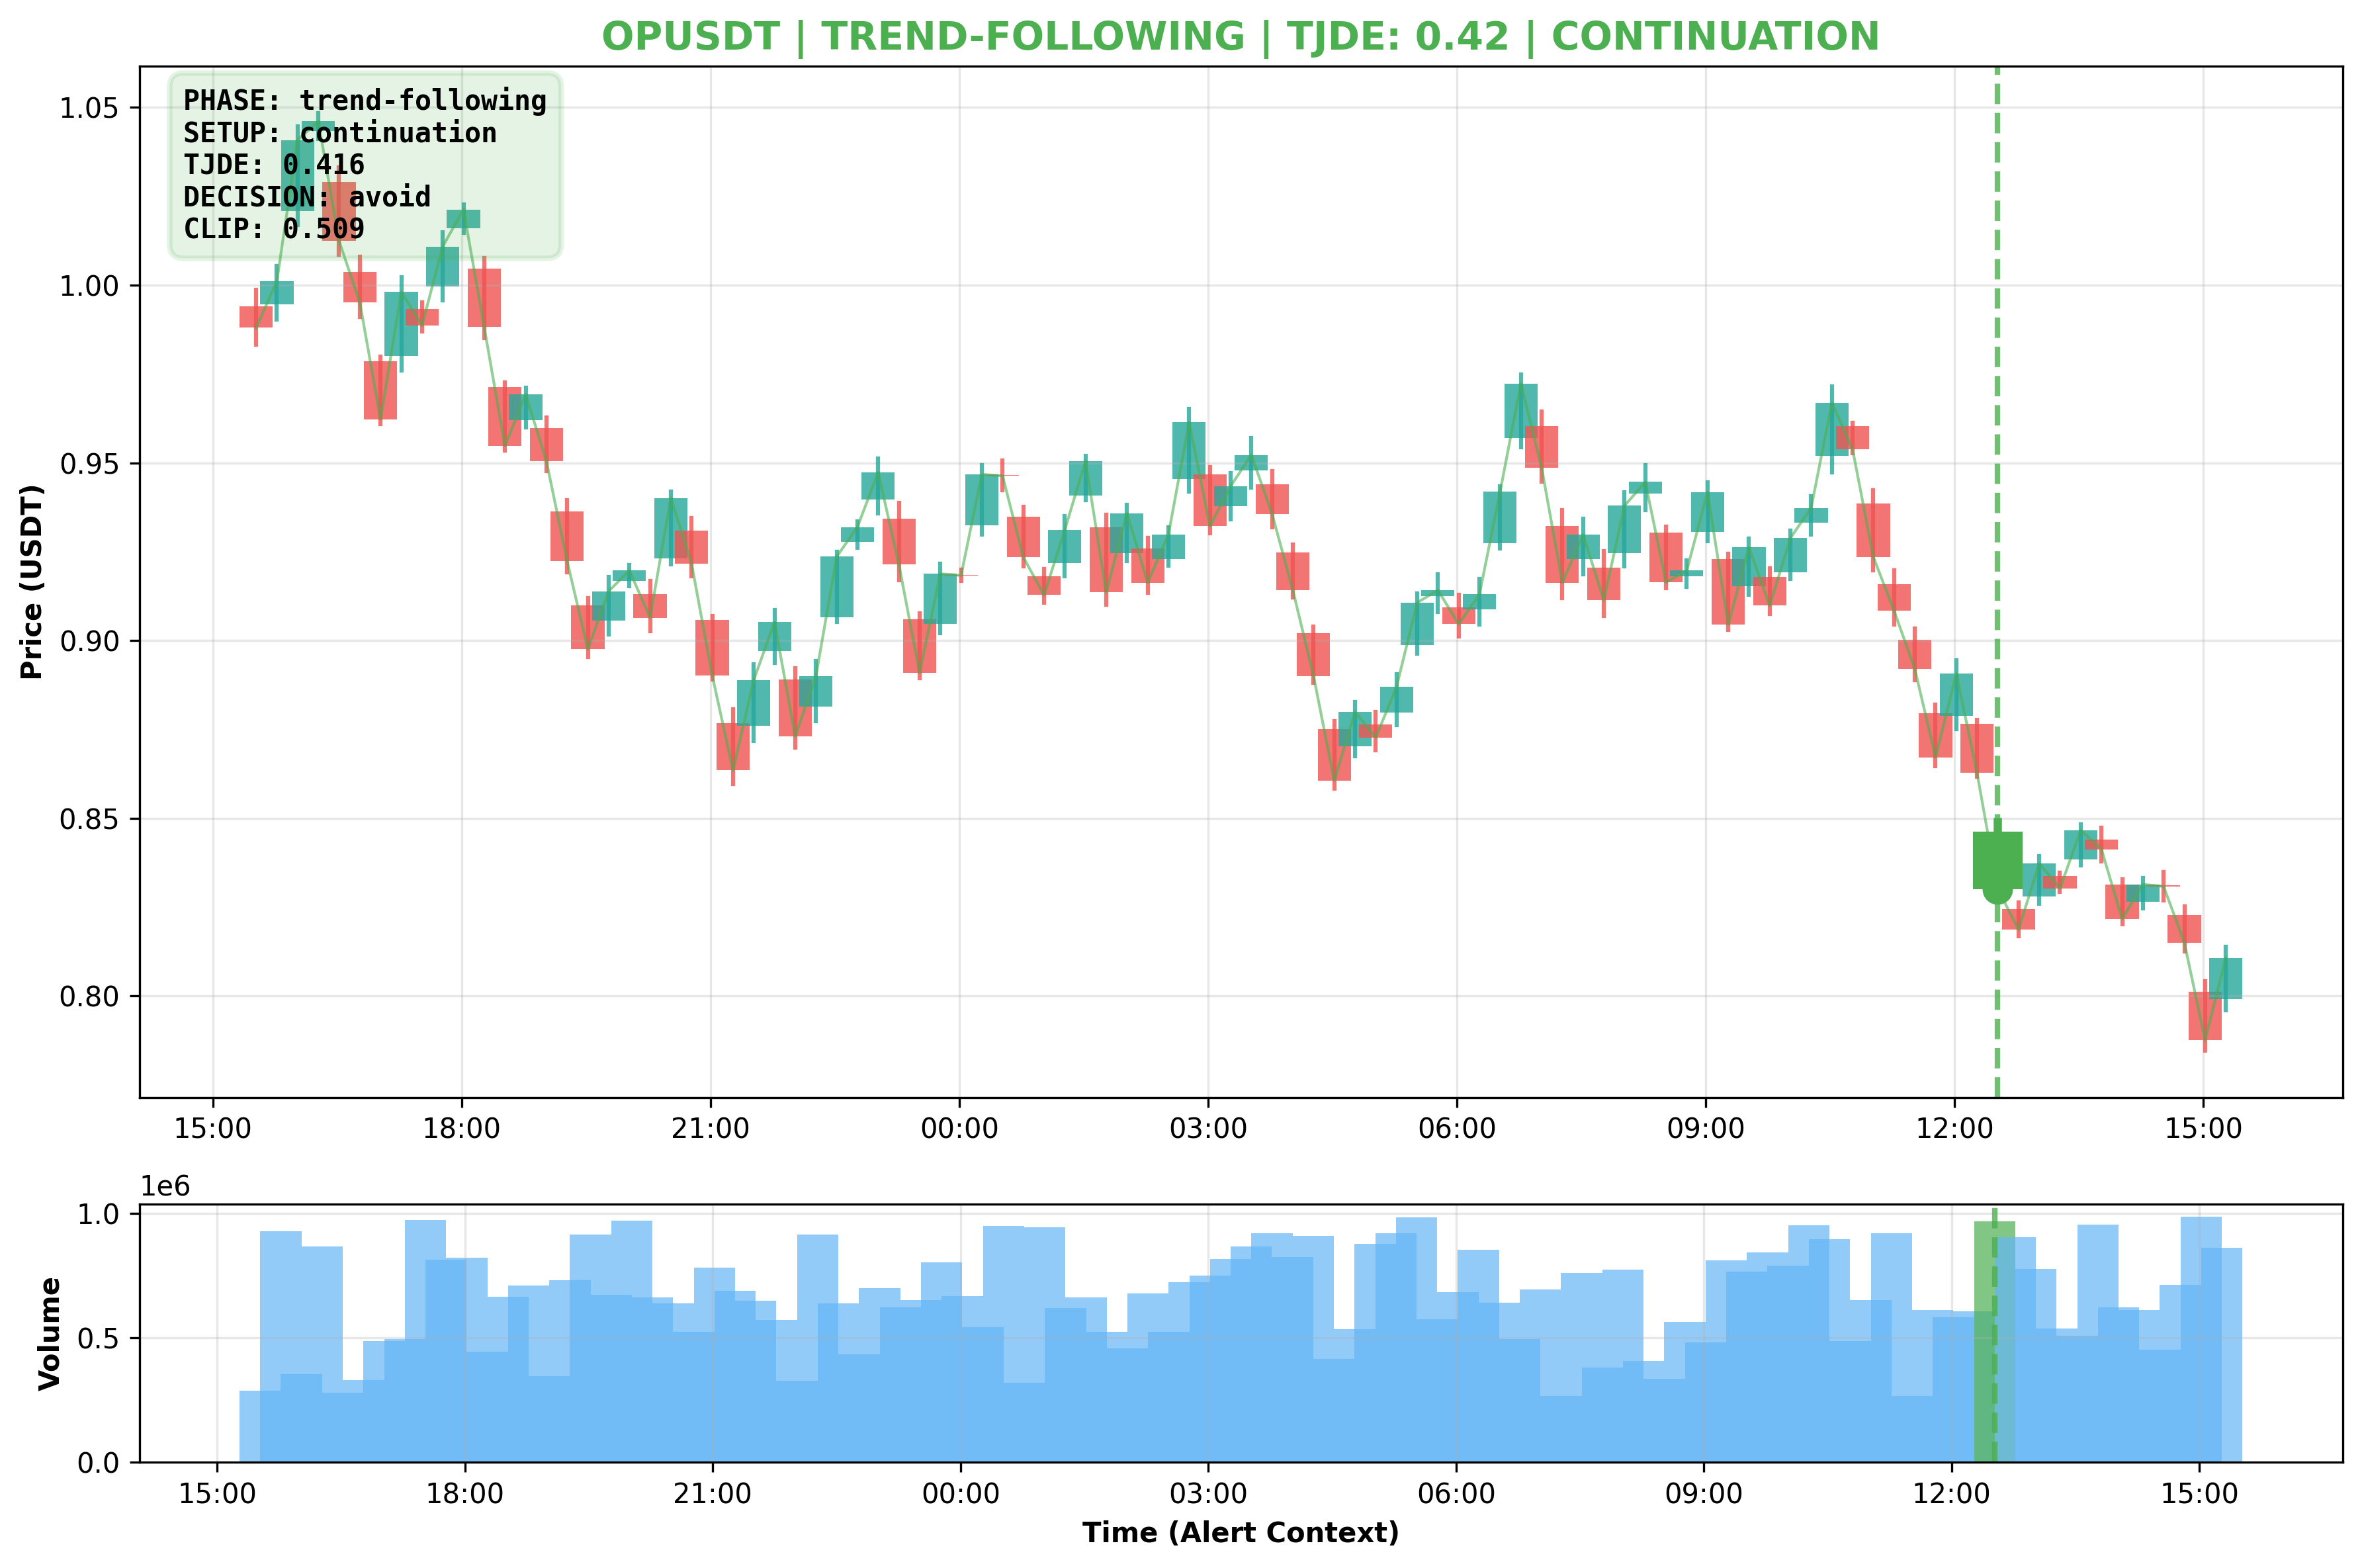 OPUSDT | TREND-FOLLOWING | TJDE: 0.42 | CONTINUATION
PHASE: trend-following
SETUP: continuation
TJDE: 0.416
DECISION: avoid
CLIP: 0.509
Price (USDT)
1.05
1.00
0.95
0.90
0.85
0.80
15:00 18:00 21:00 00:00 03:00 06:00 09:00 12:00 15:00
1e6
Volume
1.0
0.5
0.0
15:00 18:00 21:00 00:00 03:00 06:00 09:00 12:00 15:00
Time (Alert Context)